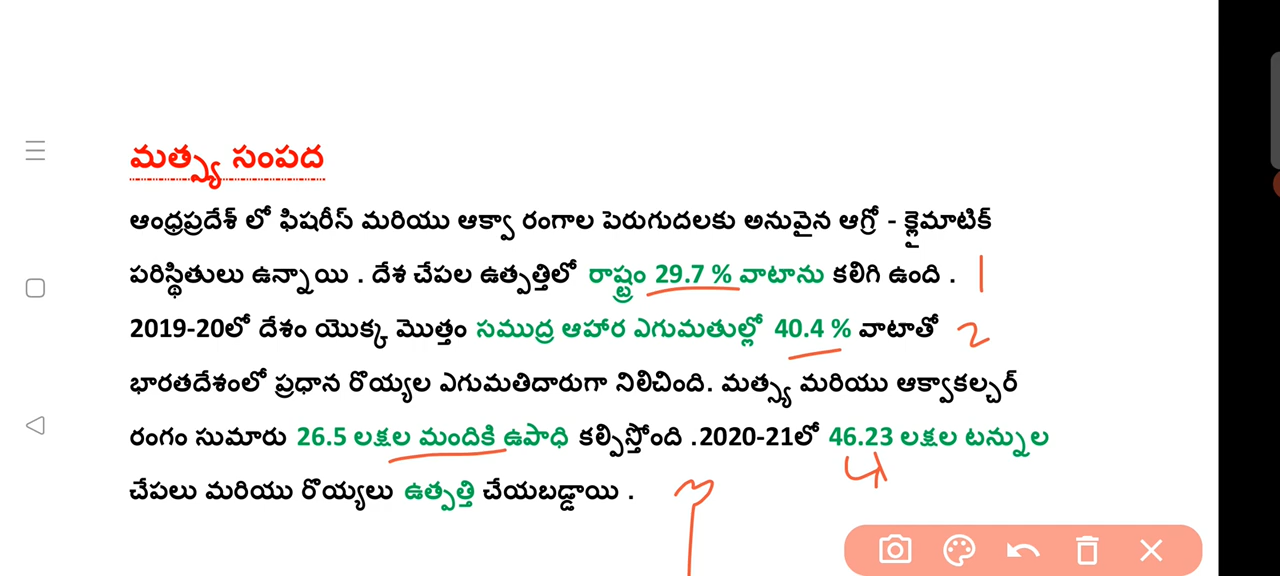 మత్స్య సంపద
ఆంధ్రప్రదేశ్ లో ఫిషరీస్ మరియు ఆక్వా రంగాల పెరుగుదలకు అనువైన ఆగ్రో - క్లైమాటిక్
పరిస్థితులు ఉన్నాయి . దేశ చేపల ఉత్పత్తిలో రాష్ట్రం 29.7 % వాటాను కలిగి ఉంది . 1
2019-20లో దేశం యొక్క మొత్తం సముద్ర ఆహార ఎగుమతుల్లో 40.4 % వాటాతో 2
భారతదేశంలో ప్రధాన రొయ్యల ఎగుమతిదారుగా నిలిచింది. మత్స్య మరియు ఆక్వాకల్చర్
రంగం సుమారు 26.5 లక్షల మందికి ఉపాధి కల్పిస్తోంది .2020-21లో 46.23 లక్షల టన్నుల
చేపలు మరియు రొయ్యలు ఉత్పత్తి చేయబడ్డాయి .